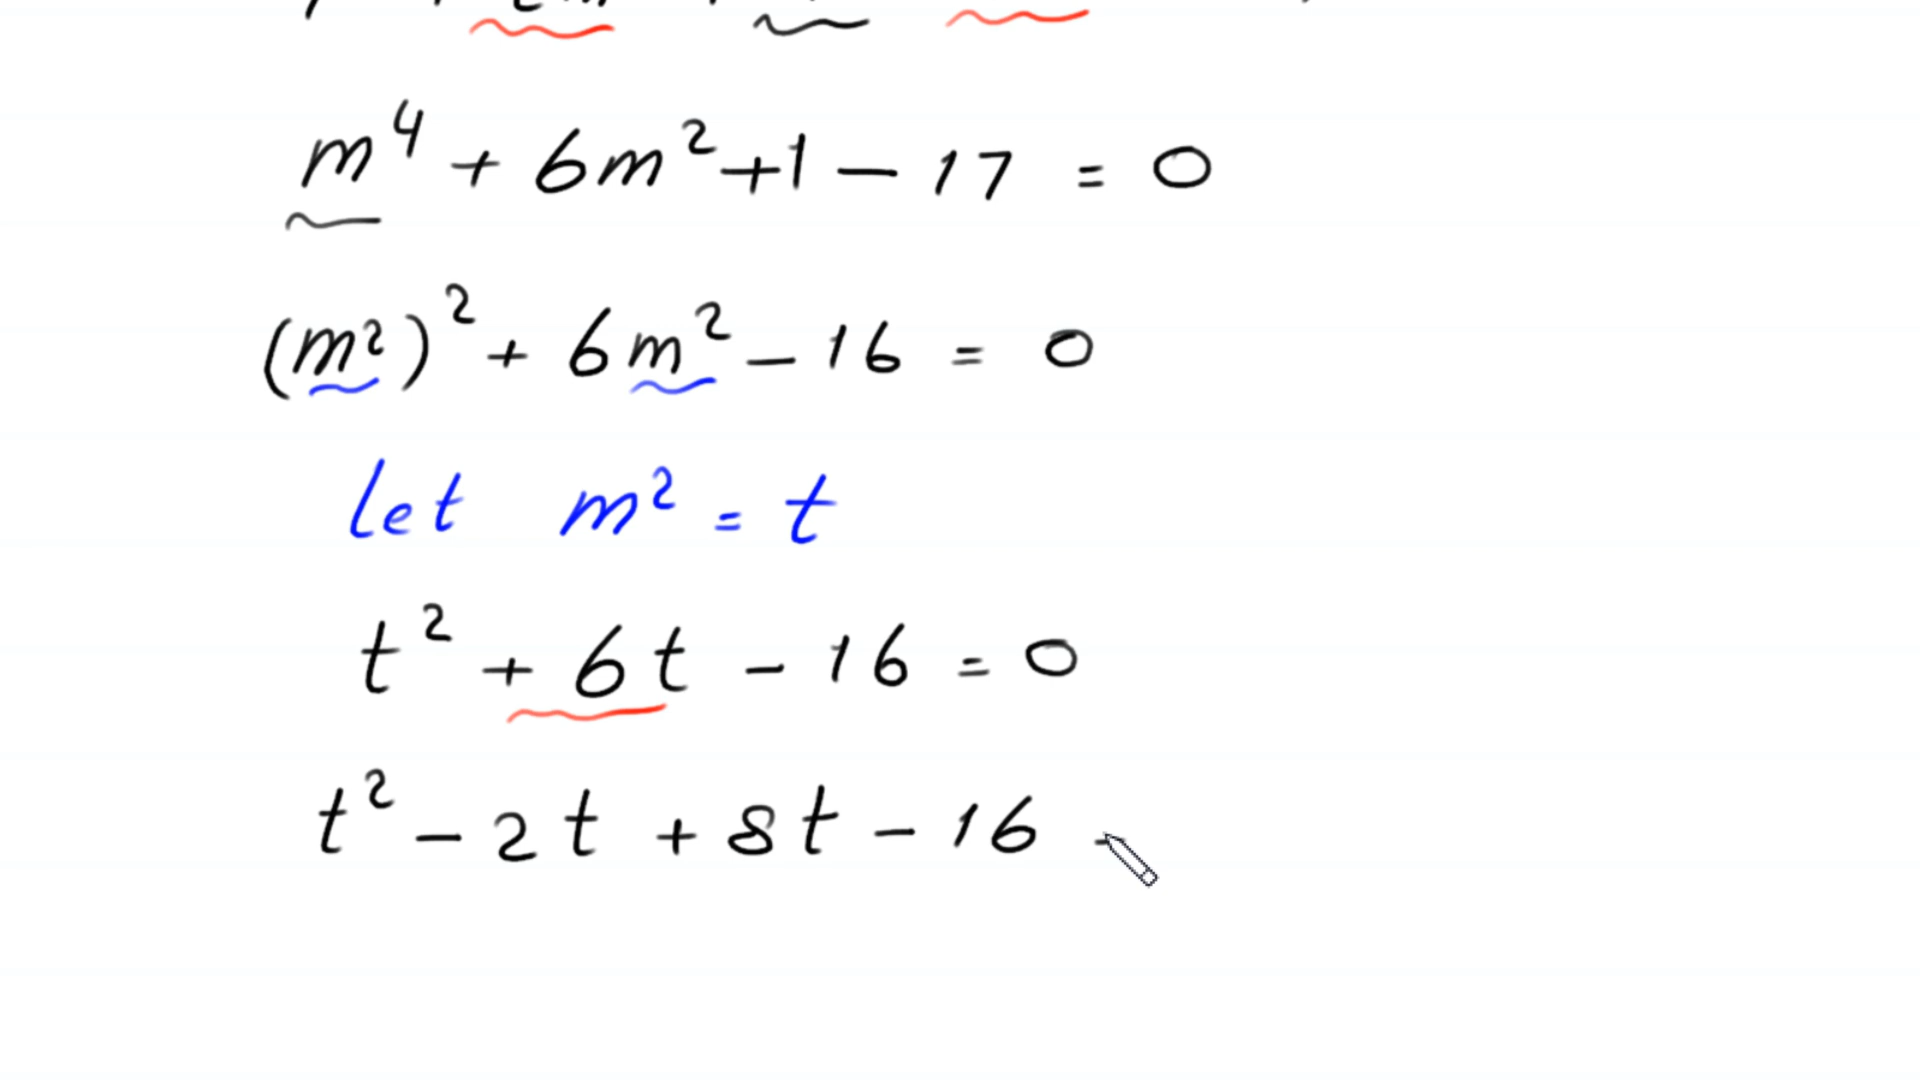 m⁴ + 6m² + 1 - 17 = 0
(m²)² + 6m² - 16 = 0
let m² = t
t² + 6t - 16 = 0
t² - 2t + 8t - 16